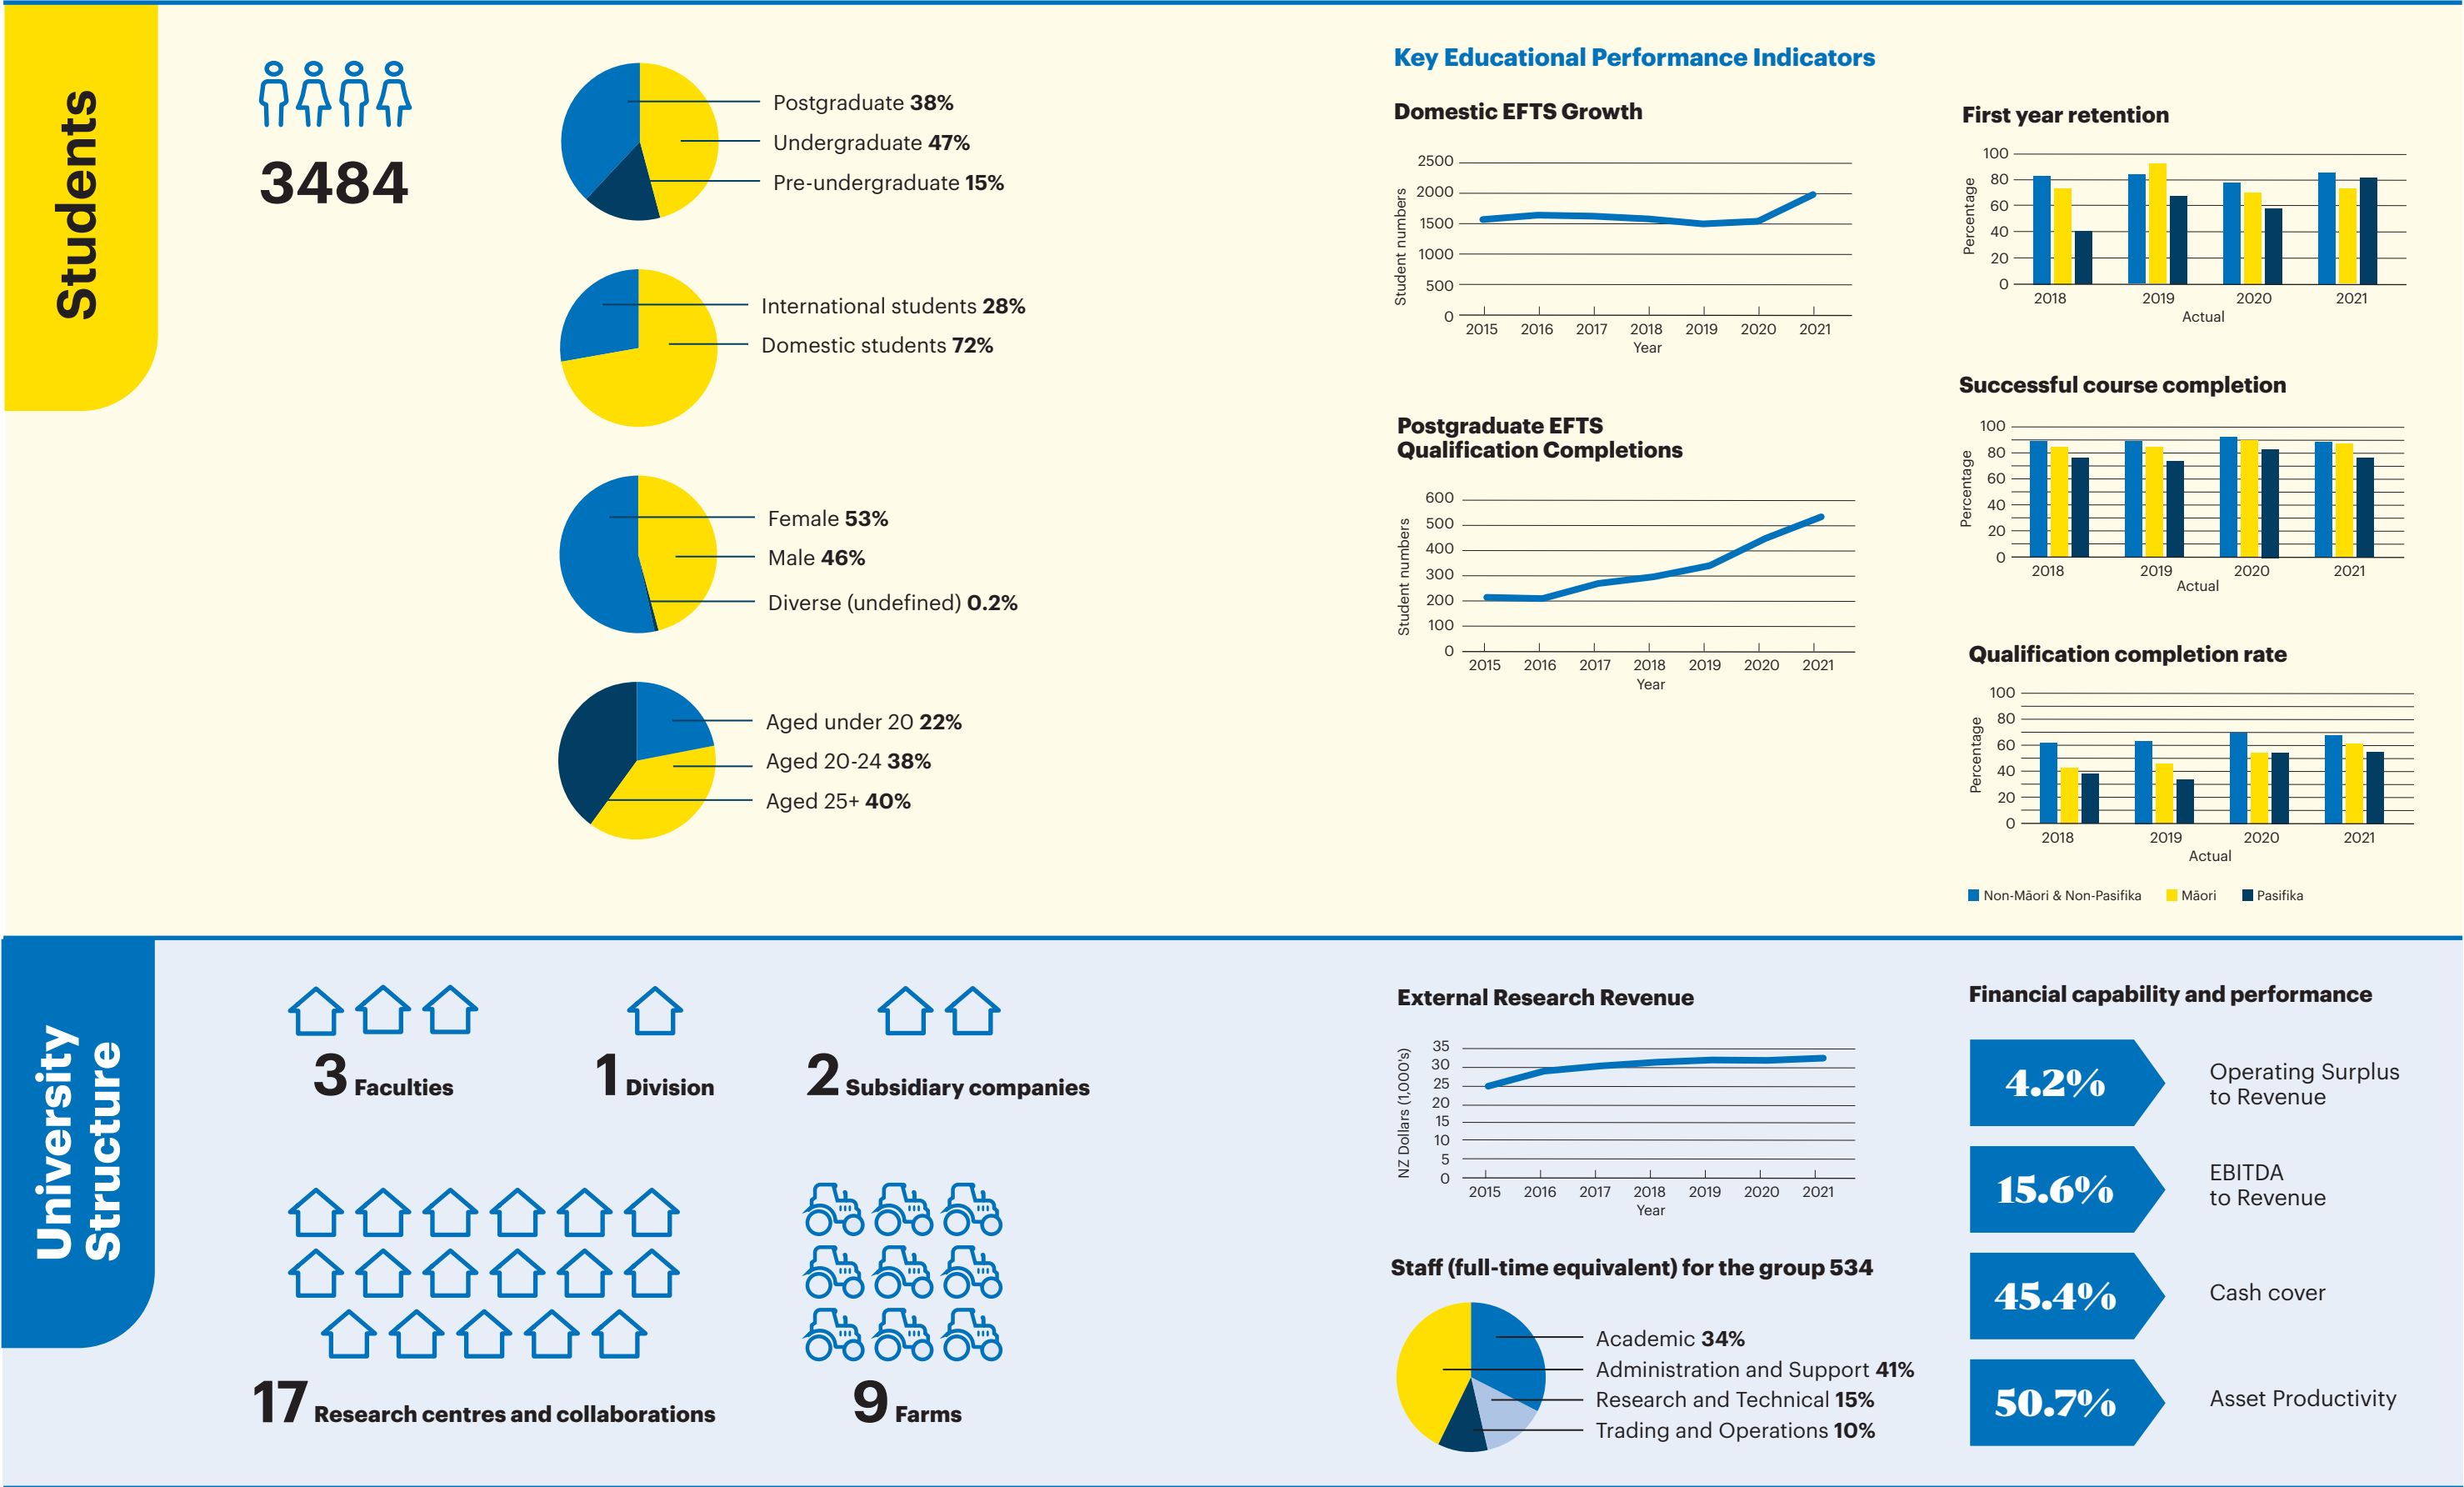 Students
3484
Postgraduate 38%
Undergraduate 47%
Pre-undergraduate 15%
International students 28%
Domestic students 72%
Female 53%
Male 46%
Diverse (undefined) 0.2%
Aged under 20 22%
Aged 20-24 38%
Aged 25+ 40%
Key Educational Performance Indicators
Domestic EFTS Growth
Student numbers
2500
2000
1500
1000
500
0
2015 2016 2017 2018 2019 2020 2021
Year
Postgraduate EFTS
Qualification Completions
Student numbers
600
500
400
300
200
100
0
2015 2016 2017 2018 2019 2020 2021
Year
First year retention
Percentage
100
80
60
40
20
0
2018 2019 2020 2021
Actual
Successful course completion
Percentage
100
80
60
40
20
0
2018 2019 2020 2021
Actual
Qualification completion rate
Percentage
100
80
60
40
20
0
2018 2019 2020 2021
Actual
Non-Māori & Non-Pasifika Māori Pasifika
University
Structure
3 Faculties
1 Division
2 Subsidiary companies
17 Research centres and collaborations
9 Farms
External Research Revenue
NZ Dollars (1,000's)
35
30
25
20
15
10
5
0
2015 2016 2017 2018 2019 2020 2021
Year
Staff (full-time equivalent) for the group 534
Academic 34%
Administration and Support 41%
Research and Technical 15%
Trading and Operations 10%
Financial capability and performance
4.2%
Operating Surplus
to Revenue
15.6%
EBITDA
to Revenue
45.4%
Cash cover
50.7%
Asset Productivity